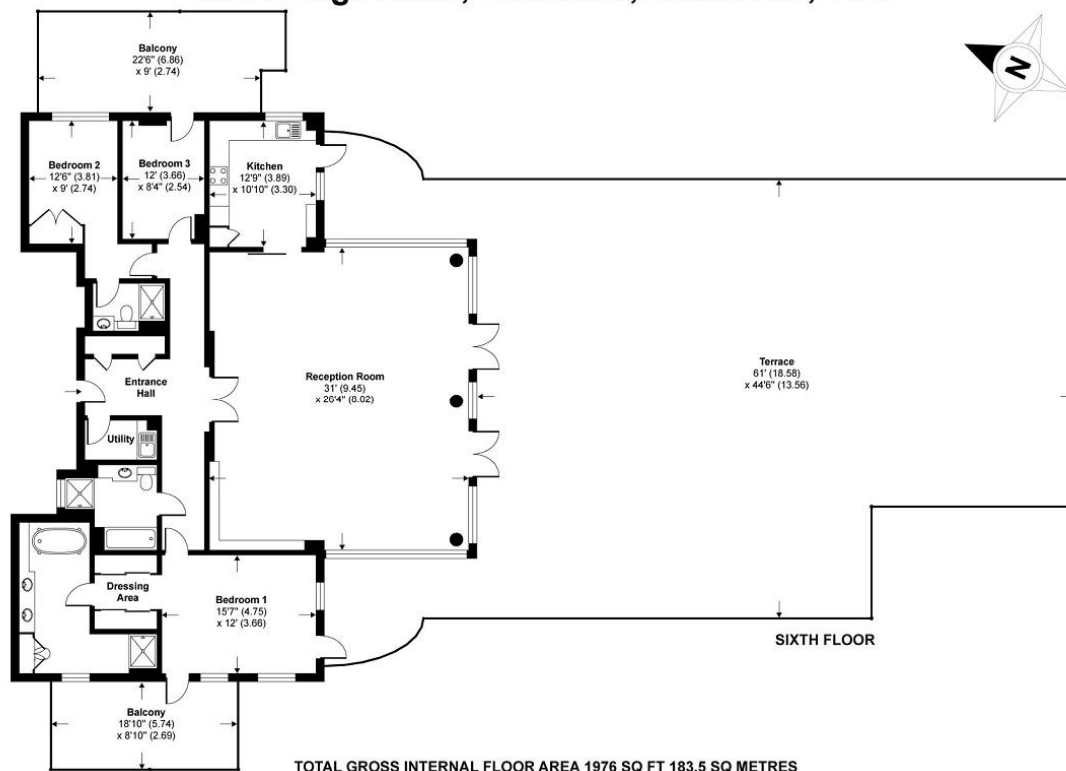 Balcony
22'6" (6.86)
x 9' (2.74)
N
Bedroom 2
12'6" (3.81)
x 9' (2.74)
Bedroom 3
12' (3.66)
x 8'4" (2.54)
Kitchen
12'9" (3.89)
x 10'10" (3.30)
Reception Room
31' (9.45)
x 26'4" (8.02)
Terrace
61' (18.58)
x 44'6" (13.56)
Entrance
Hall
Utility
Dressing
Area
Bedroom 1
15'7" (4.75)
x 12' (3.66)
SIXTH FLOOR
Balcony
18'10" (5.74)
x 8'10" (2.69)
TOTAL GROSS INTERNAL FLOOR AREA 1976 SQ FT 183.5 SQ METRES